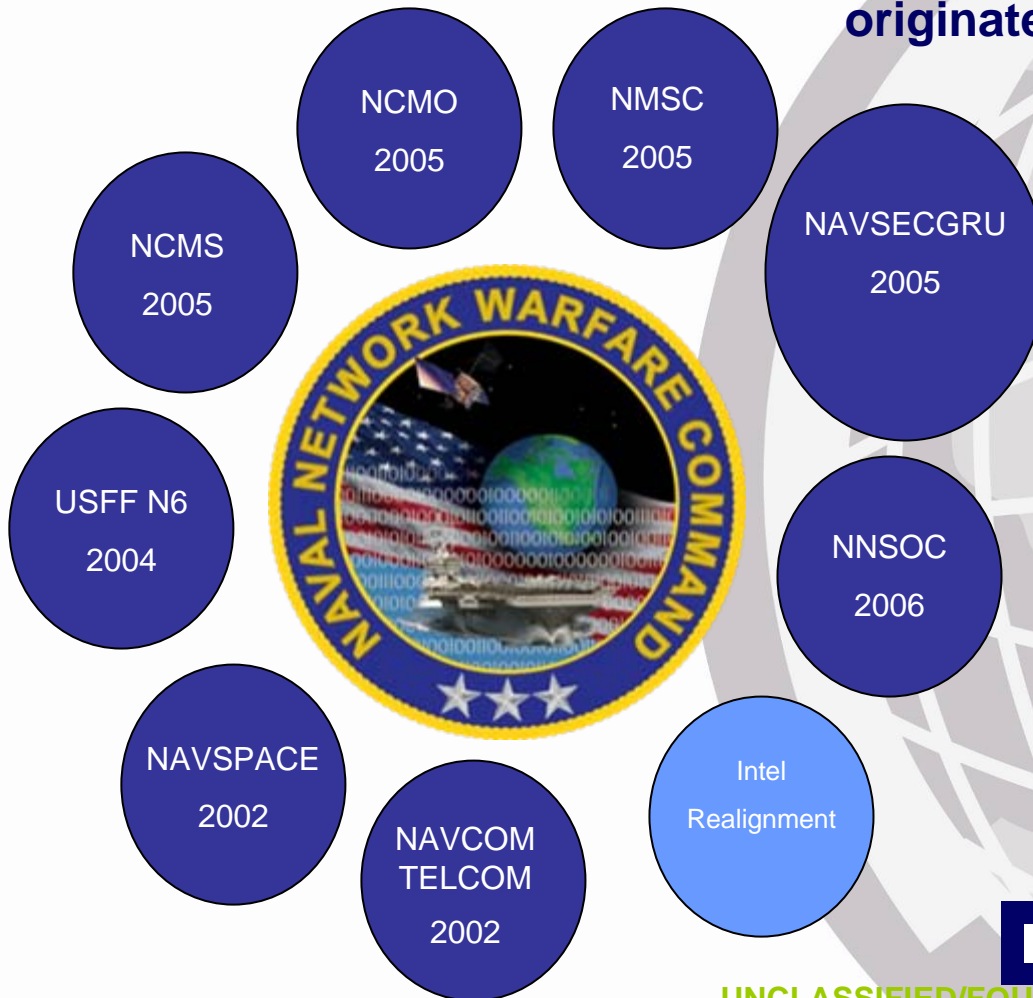 originate
NCMO
2005
NMSC
2005
NAVSECGRU
2005
NCMS
2005
NAVAL NETWORK WARFARE COMMAND
USFF N6
2004
NNSOC
2006
NAVSPACE
2002
Intel
Realignment
NAVCOM
TELCOM
2002